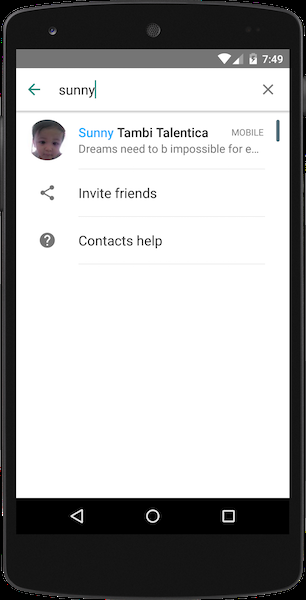 7:49
sunny
Sunny Tambi Talentica MOBILE
Dreams need to b impossible for e...
Invite friends
Contacts help